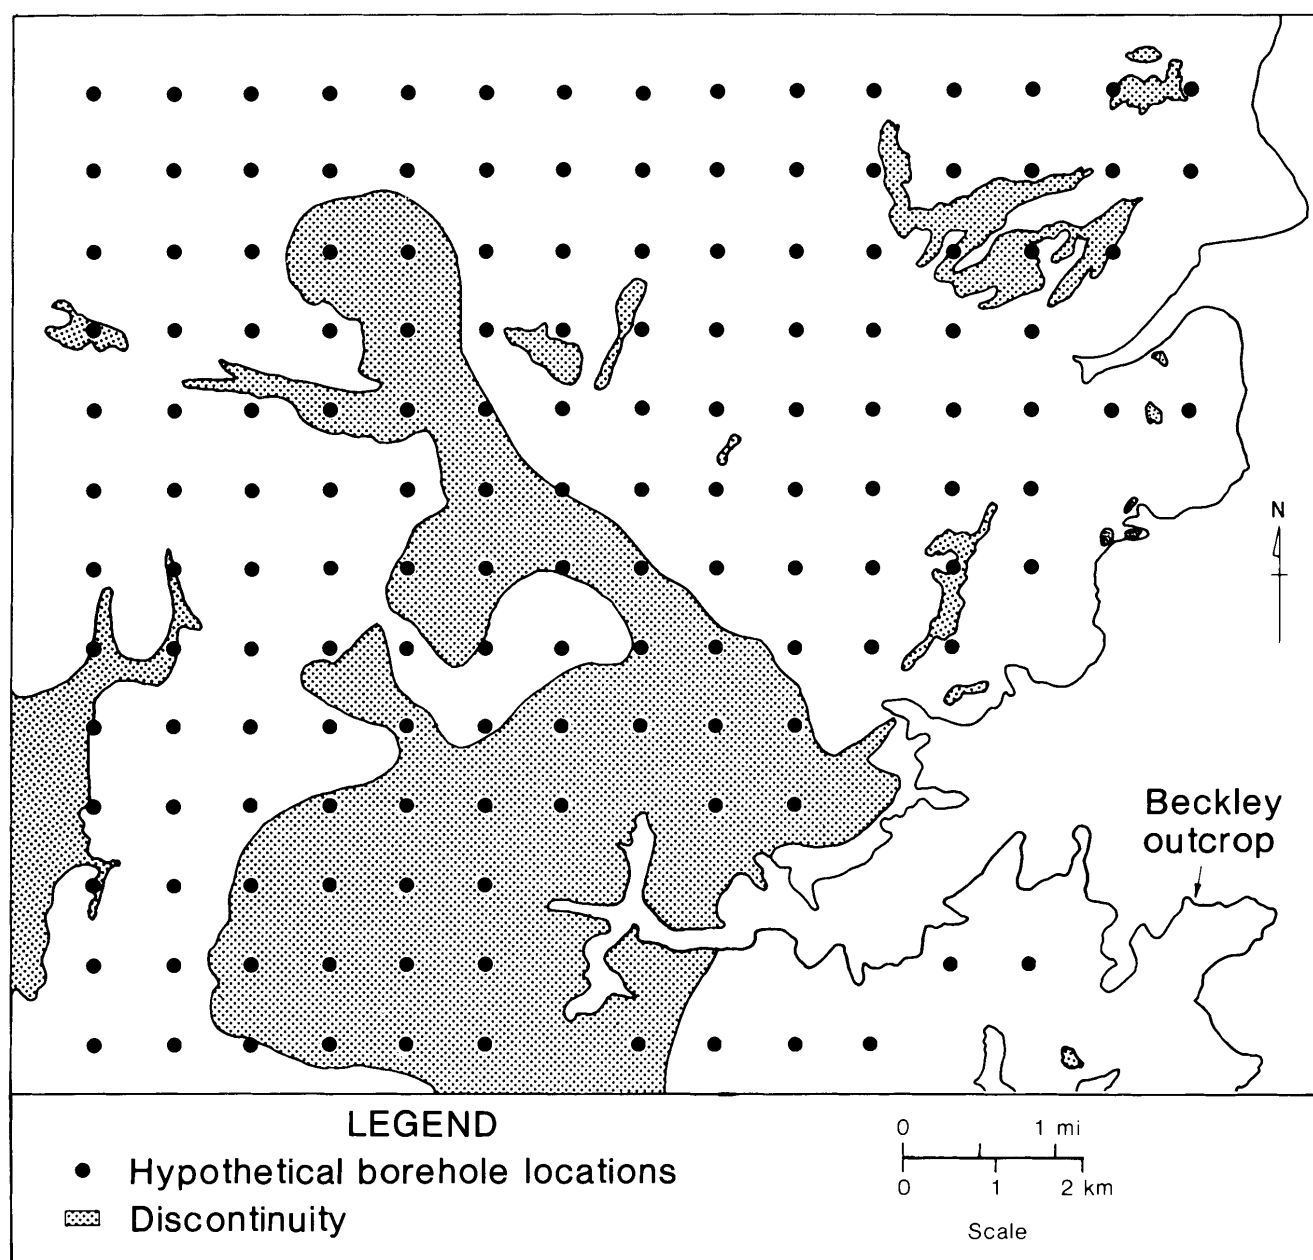 N
Beckley
outcrop
LEGEND
Hypothetical borehole locations
Discontinuity
0 1 mi
0 1 2 km
Scale